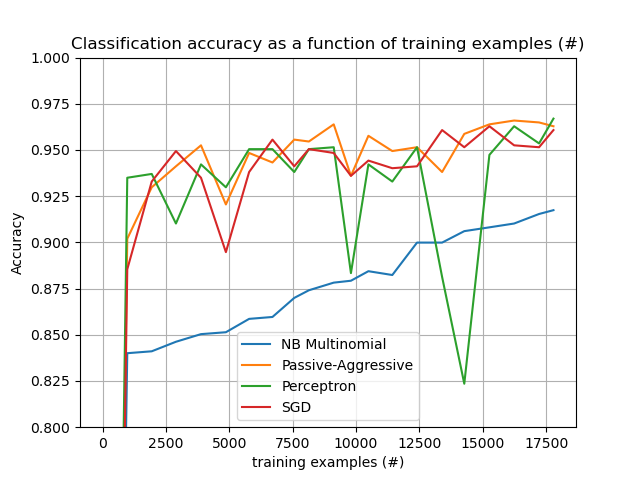 Classification accuracy as a function of training examples (#)
1.000
0.975
0.950
0.925
0.900
0.875
0.850
0.825
0.800
Accuracy
NB Multinomial
Passive-Aggressive
Perceptron
SGD
0 2500 5000 7500 10000 12500 15000 17500
training examples (#)